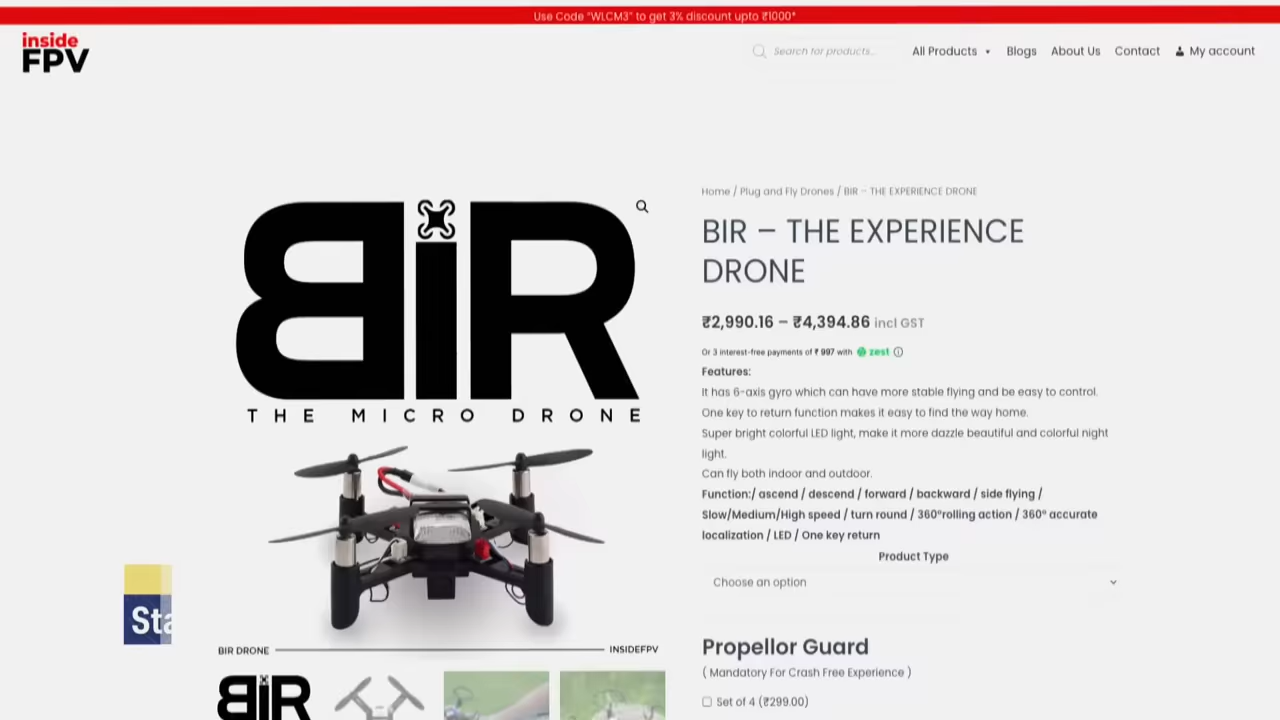 Use Code "WLCM3" to get 3% discount upto ₹1000*
inside
FPV
Search for products...
All Products
Blogs
About Us
Contact
My account
Home / Plug and Fly Drones / BIR – THE EXPERIENCE DRONE
BIR – THE EXPERIENCE
DRONE
₹2,990.16 – ₹4,394.86 incl GST
Or 3 interest-free payments of ₹ 997 with zest
Features:
It has 6-axis gyro which can have more stable flying and be easy to control.
One key to return function makes it easy to find the way home.
Super bright colorful LED light, make it more dazzle beautiful and colorful night
light.
Can fly both indoor and outdoor.
Function:/ ascend / descend / forward / backward / side flying /
Slow/Medium/High speed / turn round / 360°rolling action / 360° accurate
localization / LED / One key return
Product Type
Choose an option
Propellor Guard
( Mandatory For Crash Free Experience )
Set of 4 (₹299.00)
BiR
THE MICRO DRONE
BIR DRONE
INSIDEFPV
BiR